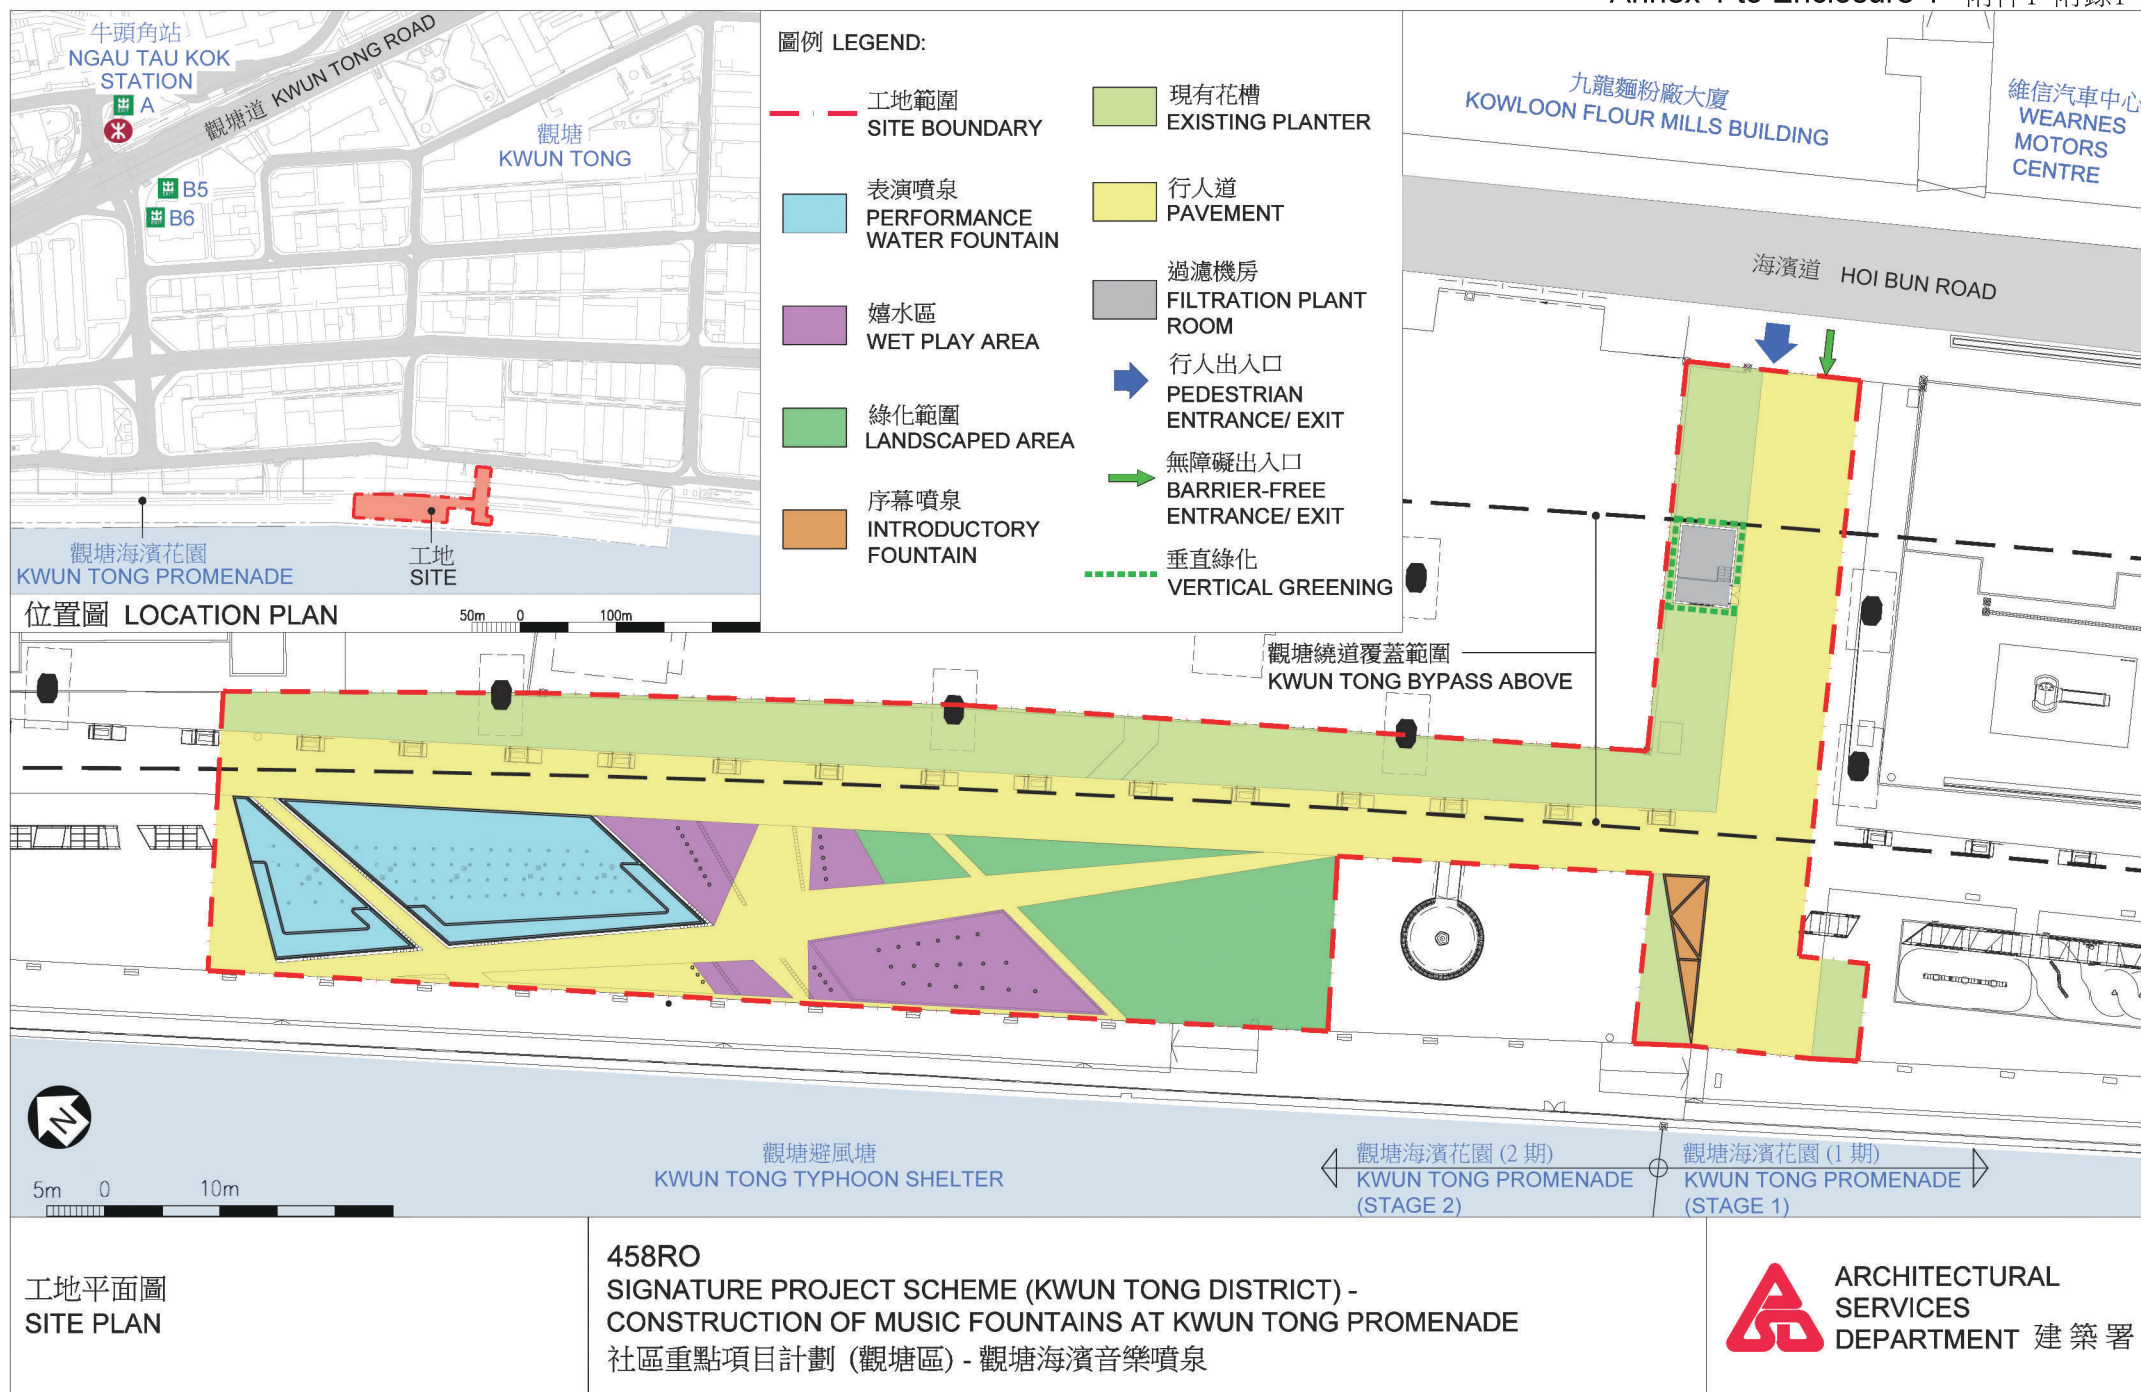 牛頭角站
NGAU TAU KOK
STATION
A
B5
B6
觀塘道 KWUN TONG ROAD
觀塘
KWUN TONG
觀塘海濱花園
KWUN TONG PROMENADE
工地
SITE
位置圖 LOCATION PLAN
50m 0 100m
圖例 LEGEND:
工地範圍
SITE BOUNDARY
表演噴泉
PERFORMANCE
WATER FOUNTAIN
嬉水區
WET PLAY AREA
綠化範圍
LANDSCAPED AREA
序幕噴泉
INTRODUCTORY
FOUNTAIN
現有花槽
EXISTING PLANTER
行人道
PAVEMENT
過濾機房
FILTRATION PLANT
ROOM
行人出入口
PEDESTRIAN
ENTRANCE/ EXIT
無障礙出入口
BARRIER-FREE
ENTRANCE/ EXIT
垂直綠化
VERTICAL GREENING
九龍麵粉廠大廈
KOWLOON FLOUR MILLS BUILDING
維信汽車中心
WEARNES
MOTORS
CENTRE
海濱道 HOI BUN ROAD
觀塘繞道覆蓋範圍
KWUN TONG BYPASS ABOVE
N
5m 0 10m
觀塘避風塘
KWUN TONG TYPHOON SHELTER
觀塘海濱花園 (2 期)
KWUN TONG PROMENADE
(STAGE 2)
觀塘海濱花園 (1 期)
KWUN TONG PROMENADE
(STAGE 1)
工地平面圖
SITE PLAN
458RO
SIGNATURE PROJECT SCHEME (KWUN TONG DISTRICT) -
CONSTRUCTION OF MUSIC FOUNTAINS AT KWUN TONG PROMENADE
社區重點項目計劃 (觀塘區) - 觀塘海濱音樂噴泉
ARCHITECTURAL
SERVICES
DEPARTMENT 建築署